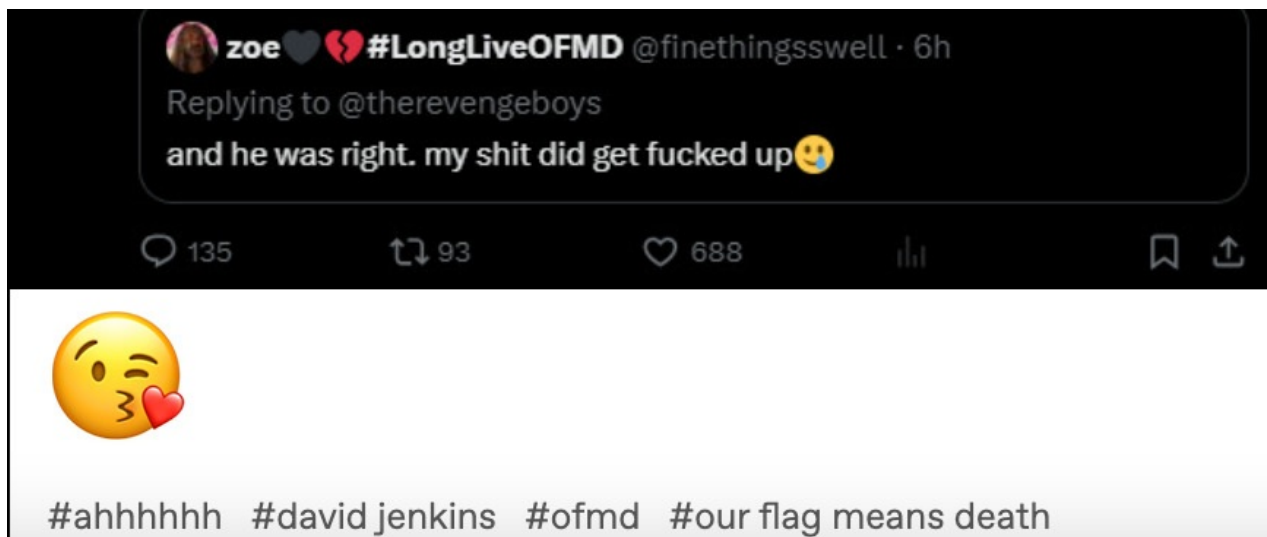 zoe🖤💔#LongLiveOFMD @finethingsswell · 6h
Replying to @therevengeboys
and he was right. my shit did get fucked up🥲
135 93 688
😘
#ahhhhhh #david jenkins #ofmd #our flag means death